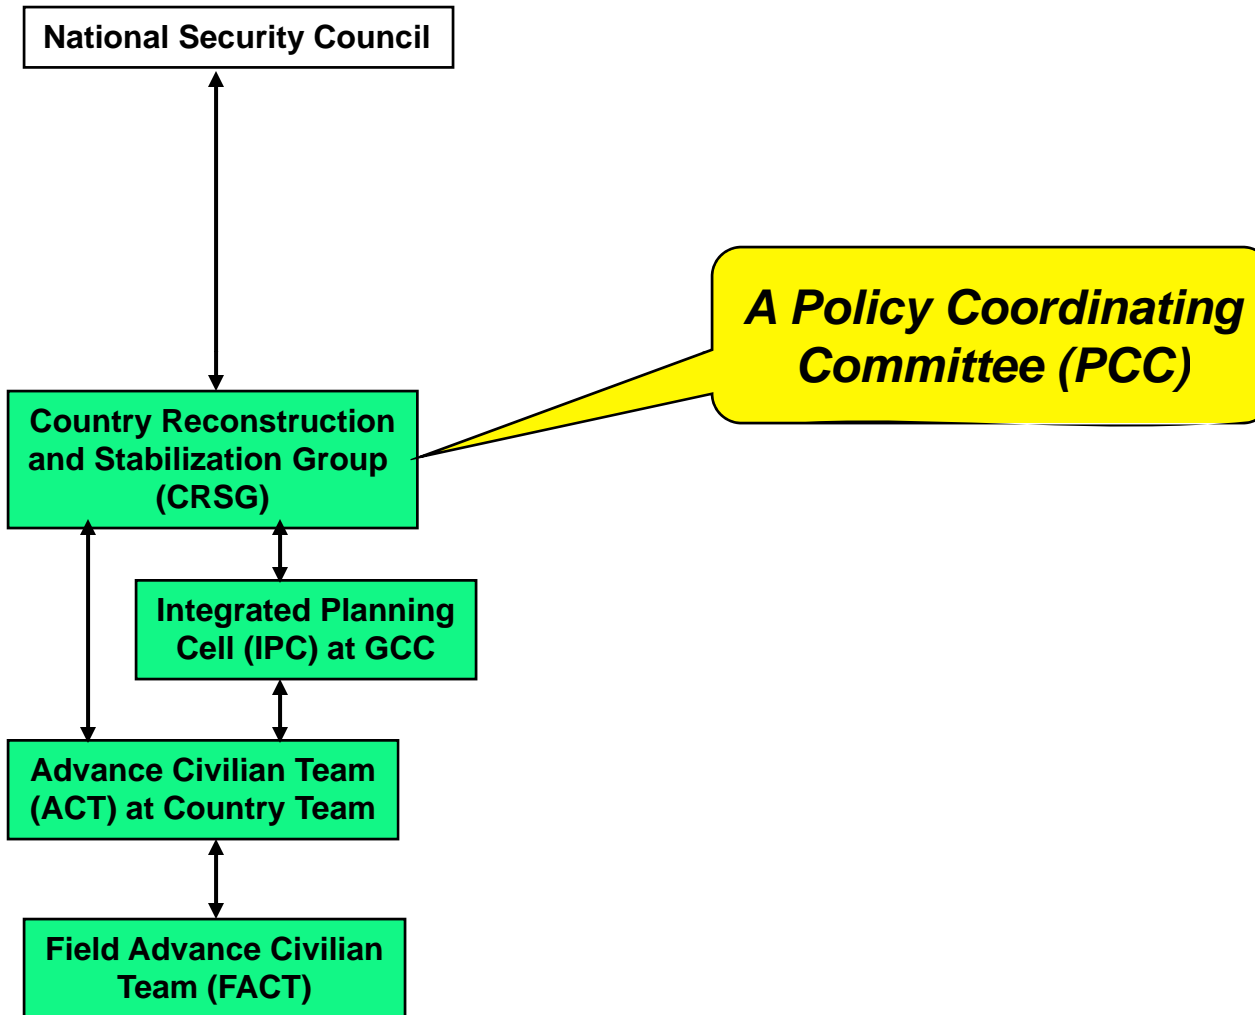 National Security Council
A Policy Coordinating
Committee (PCC)
Country Reconstruction
and Stabilization Group
(CRSG)
Integrated Planning
Cell (IPC) at GCC
Advance Civilian Team
(ACT) at Country Team
Field Advance Civilian
Team (FACT)